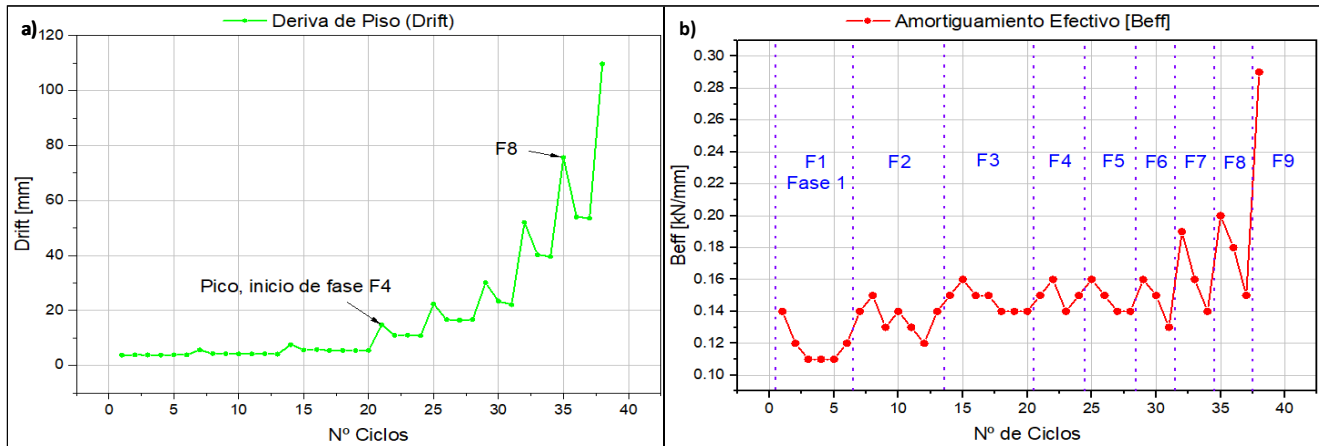 a)
Deriva de Piso (Drift)
120
100
80
60
40
20
0
Drift [mm]
F8
Pico, inicio de fase F4
0 5 10 15 20 25 30 35 40
Nº Ciclos
b)
Amortiguamiento Efectivo [Beff]
0.30
0.28
0.26
0.24
0.22
0.20
0.18
0.16
0.14
0.12
0.10
Beff [kN/mm]
F1 F2 F3 F4 F5 F6 F7 F8 F9
Fase 1
0 5 10 15 20 25 30 35 40
Nº de Ciclos